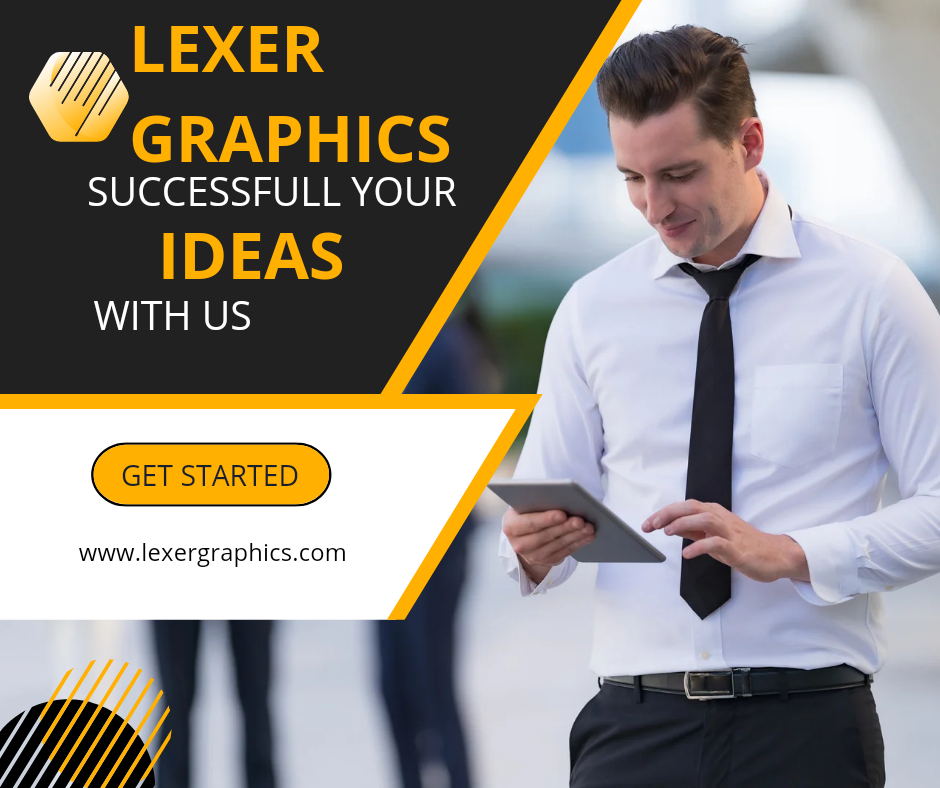 LEXER
GRAPHICS
SUCCESSFULL YOUR
IDEAS
WITH US
GET STARTED
www.lexergraphics.com